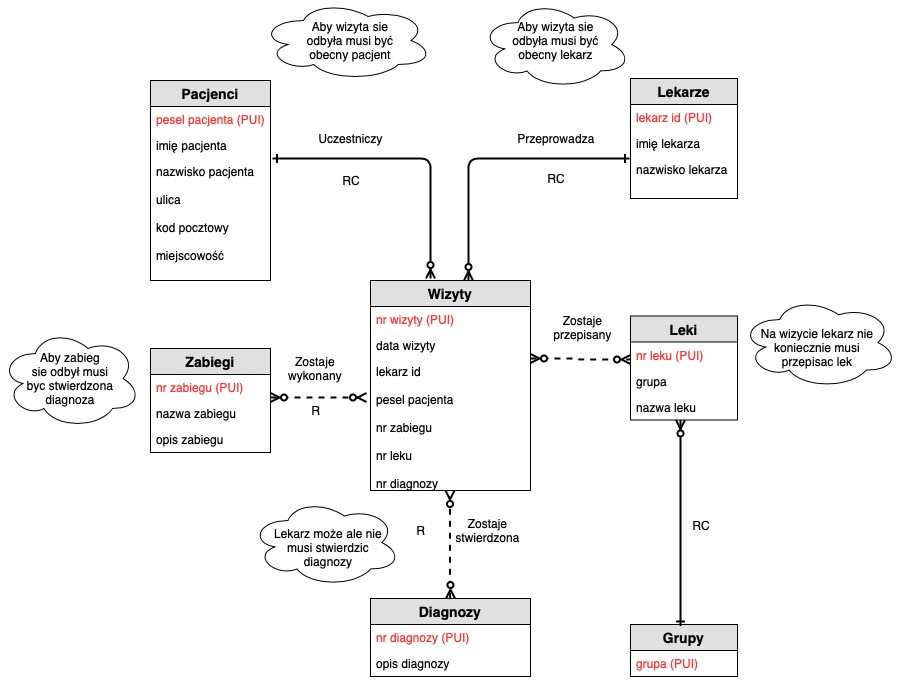 Aby wizyta sie
odbyła musi być
obecny pacjent
Aby wizyta sie
odbyła musi być
obecny lekarz
Pacjenci
pesel pacjenta (PUI)
imię pacjenta
nazwisko pacjenta
ulica
kod pocztowy
miejscowość
Uczestniczy
RC
Przeprowadza
RC
Lekarze
lekarz id (PUI)
imię lekarza
nazwisko lekarza
Wizyty
nr wizyty (PUI)
data wizyty
lekarz id
pesel pacjenta
nr zabiegu
nr leku
nr diagnozy
Zostaje
przepisany
Leki
nr leku (PUI)
grupa
nazwa leku
Na wizycie lekarz nie
koniecznie musi
przepisac lek
Aby zabieg
sie odbył musi
byc stwierdzona
diagnoza
Zabiegi
nr zabiegu (PUI)
nazwa zabiegu
opis zabiegu
Zostaje
wykonany
R
Lekarz może ale nie
musi stwierdzic
diagnozy
R
Zostaje
stwierdzona
RC
Diagnozy
nr diagnozy (PUI)
opis diagnozy
Grupy
grupa (PUI)